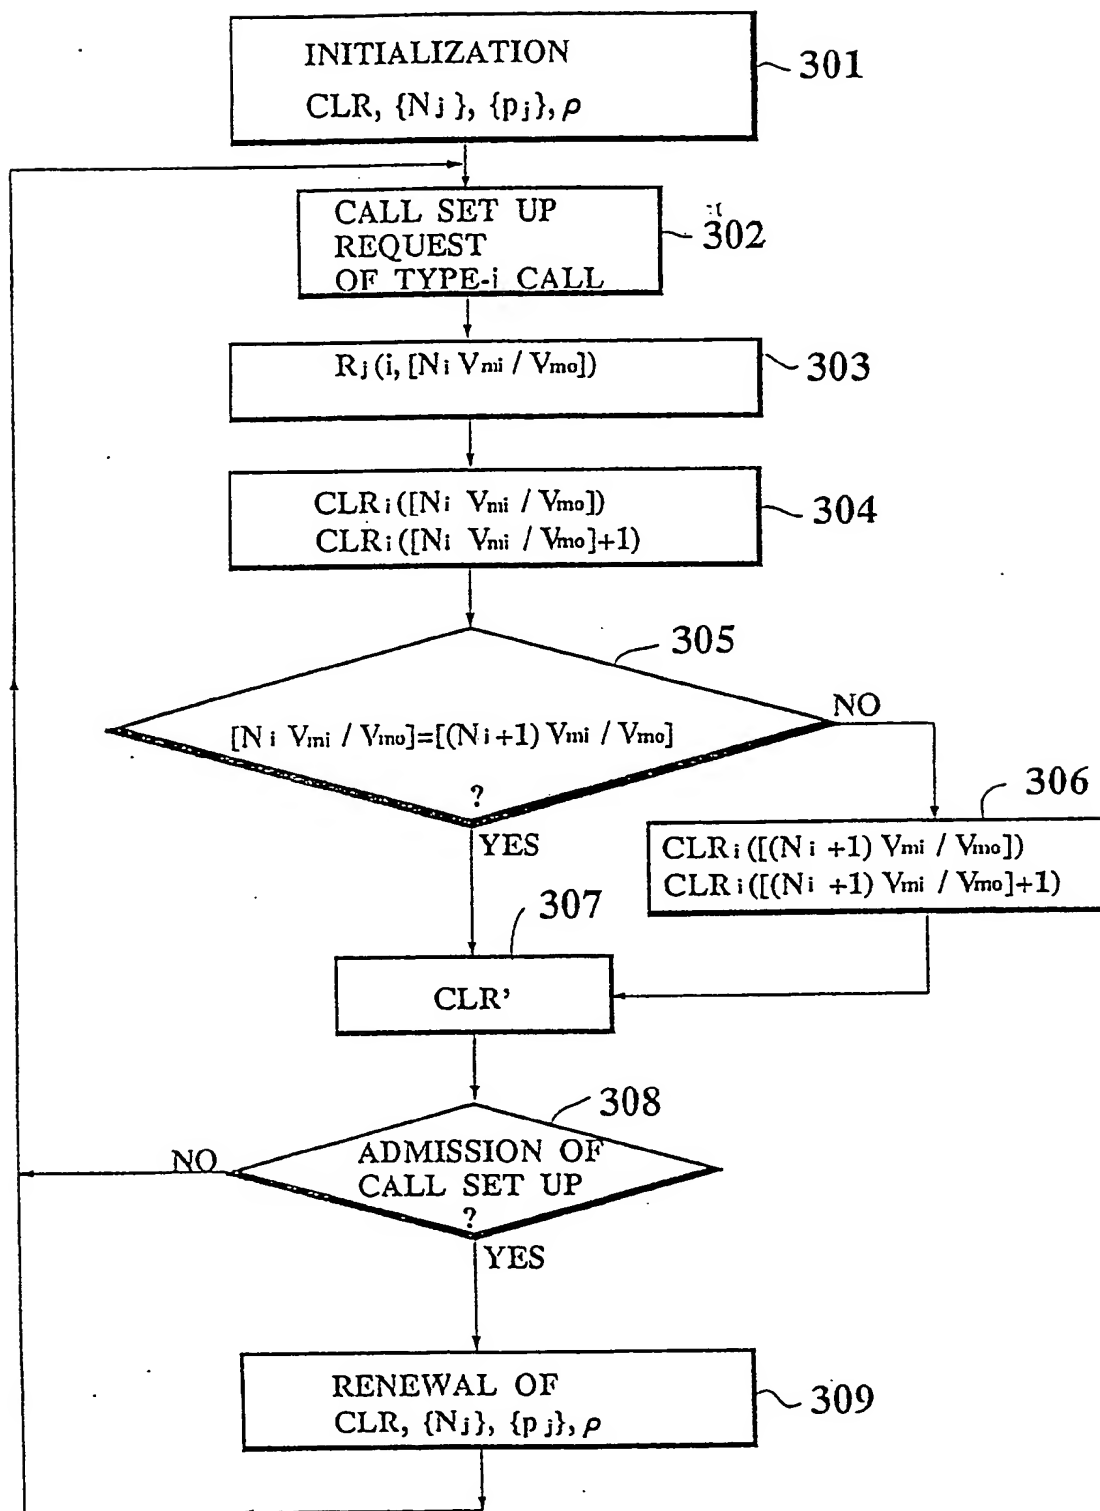 INITIALIZATION
CLR, {Nj}, {pj}, ρ
301
CALL SET UP
REQUEST
OF TYPE-i CALL
302
Rj(i, [Ni Vmi / Vmo])
303
CLRi([Ni Vmi / Vmo])
CLRi([Ni Vmi / Vmo]+1)
304
305
[Ni Vmi / Vmo]=[(Ni+1) Vmi / Vmo]
?
NO
YES
306
CLRi([(Ni+1) Vmi / Vmo])
CLRi([(Ni+1) Vmi / Vmo]+1)
307
CLR'
308
ADMISSION OF
CALL SET UP
?
NO
YES
RENEWAL OF
CLR, {Nj}, {pj}, ρ
309